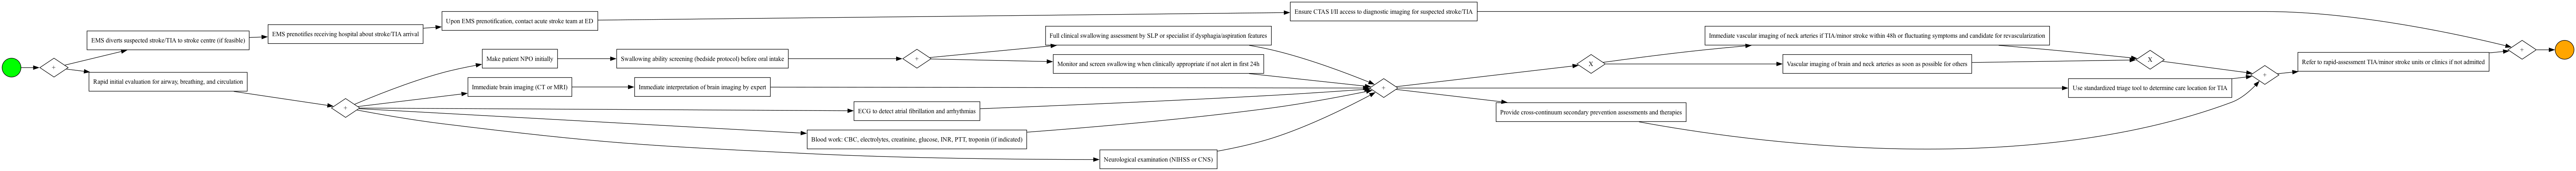 EMS diverts suspected stroke/TIA to stroke centre (if feasible)
EMS prenotifies receiving hospital about stroke/TIA arrival
Upon EMS prenotification, contact acute stroke team at ED
Ensure CTAS I/II access to diagnostic imaging for suspected stroke/TIA
+
Rapid initial evaluation for airway, breathing, and circulation
+
Make patient NPO initially
Swallowing ability screening (bedside protocol) before oral intake
+
Full clinical swallowing assessment by SLP or specialist if dysphagia/aspiration features
Monitor and screen swallowing when clinically appropriate if not alert in first 24h
Immediate brain imaging (CT or MRI)
Immediate interpretation of brain imaging by expert
ECG to detect atrial fibrillation and arrhythmias
Blood work: CBC, electrolytes, creatinine, glucose, INR, PTT, troponin (if indicated)
Neurological examination (NIHSS or CNS)
+
X
Immediate vascular imaging of neck arteries if TIA/minor stroke within 48h or fluctuating symptoms and candidate for revascularization
Vascular imaging of brain and neck arteries as soon as possible for others
X
Use standardized triage tool to determine care location for TIA
Provide cross-continuum secondary prevention assessments and therapies
+
Refer to rapid-assessment TIA/minor stroke units or clinics if not admitted
+